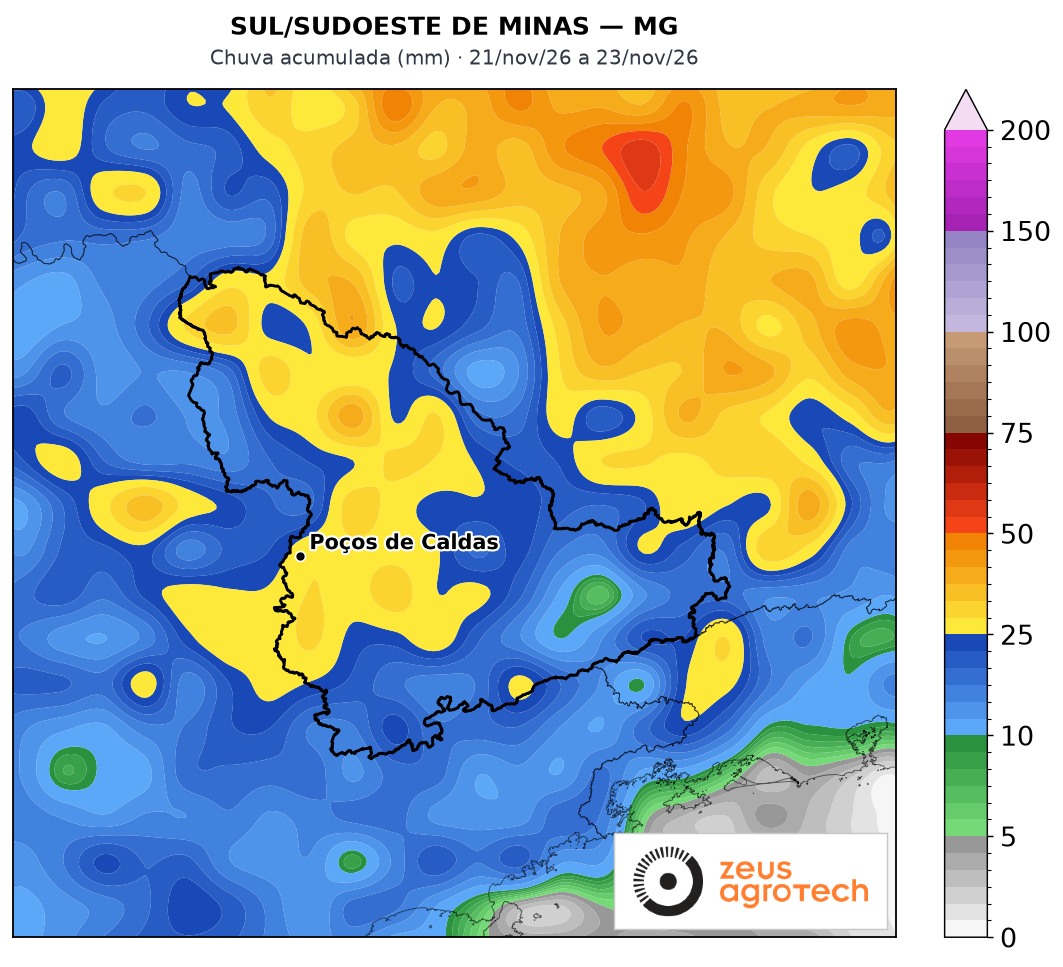 SUL/SUDOESTE DE MINAS — MG
Chuva acumulada (mm) · 21/nov/26 a 23/nov/26
200
150
100
75
50
25
10
5
0
Poços de Caldas
zeus
agrotech